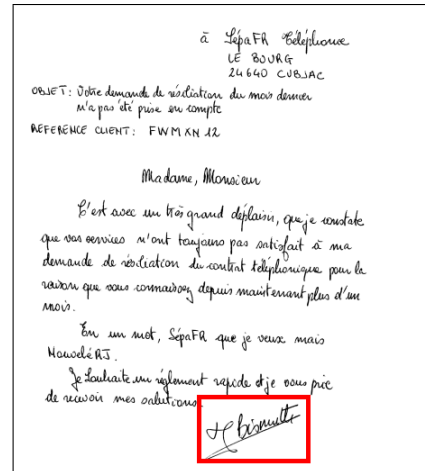 à SépaFR Téléphone
LE BOURG
24640 CUBJAC
OBJET : Votre demande de résiliation du mois dernier
n'a pas été prise en compte
REFERENCE CLIENT : FWMXN 12
Madame, Monsieur
C'est avec un très grand déplaisir, que je constate
que vos services n'ont toujours pas satisfait à ma
demande de résiliation du contrat téléphonique pour la
raison que vous connaissez depuis maintenant plus d'un
mois.
En un mot, SépaFR que je veux mais
NouveléRJ.
Je souhaite un règlement rapide et je vous prie
de recevoir mes salutions.
Bismuth